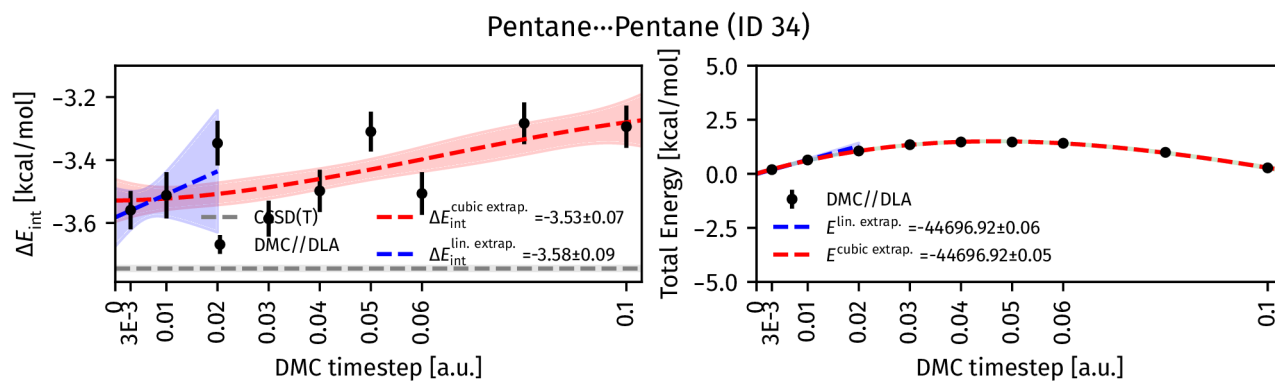 Pentane···Pentane (ID 34)
ΔE_int [kcal/mol]
−3.2
−3.4
−3.6
CCSD(T)
DMC//DLA
ΔE_int^cubic extrap. =-3.53±0.07
ΔE_int^lin. extrap. =-3.58±0.09
0
3E-3
0.01
0.02
0.03
0.04
0.05
0.06
0.1
DMC timestep [a.u.]
Total Energy [kcal/mol]
5.0
2.5
0.0
−2.5
−5.0
DMC//DLA
E^lin. extrap. =-44696.92±0.06
E^cubic extrap. =-44696.92±0.05
0
3E-3
0.01
0.02
0.03
0.04
0.05
0.06
0.1
DMC timestep [a.u.]